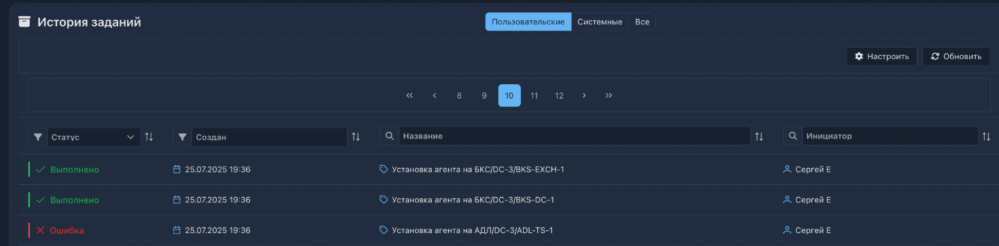 История заданий
Пользовательские Системные Все
Настроить Обновить
« ‹ 8 9 10 11 12 › »
Статус Создан Название Инициатор
Выполнено 25.07.2025 19:36 Установка агента на БКС/DC-3/BKS-EXCH-1 Сергей Е
Выполнено 25.07.2025 19:36 Установка агента на БКС/DC-3/BKS-DC-1 Сергей Е
Ошибка 25.07.2025 19:36 Установка агента на АДЛ/DC-3/ADL-TS-1 Сергей Е